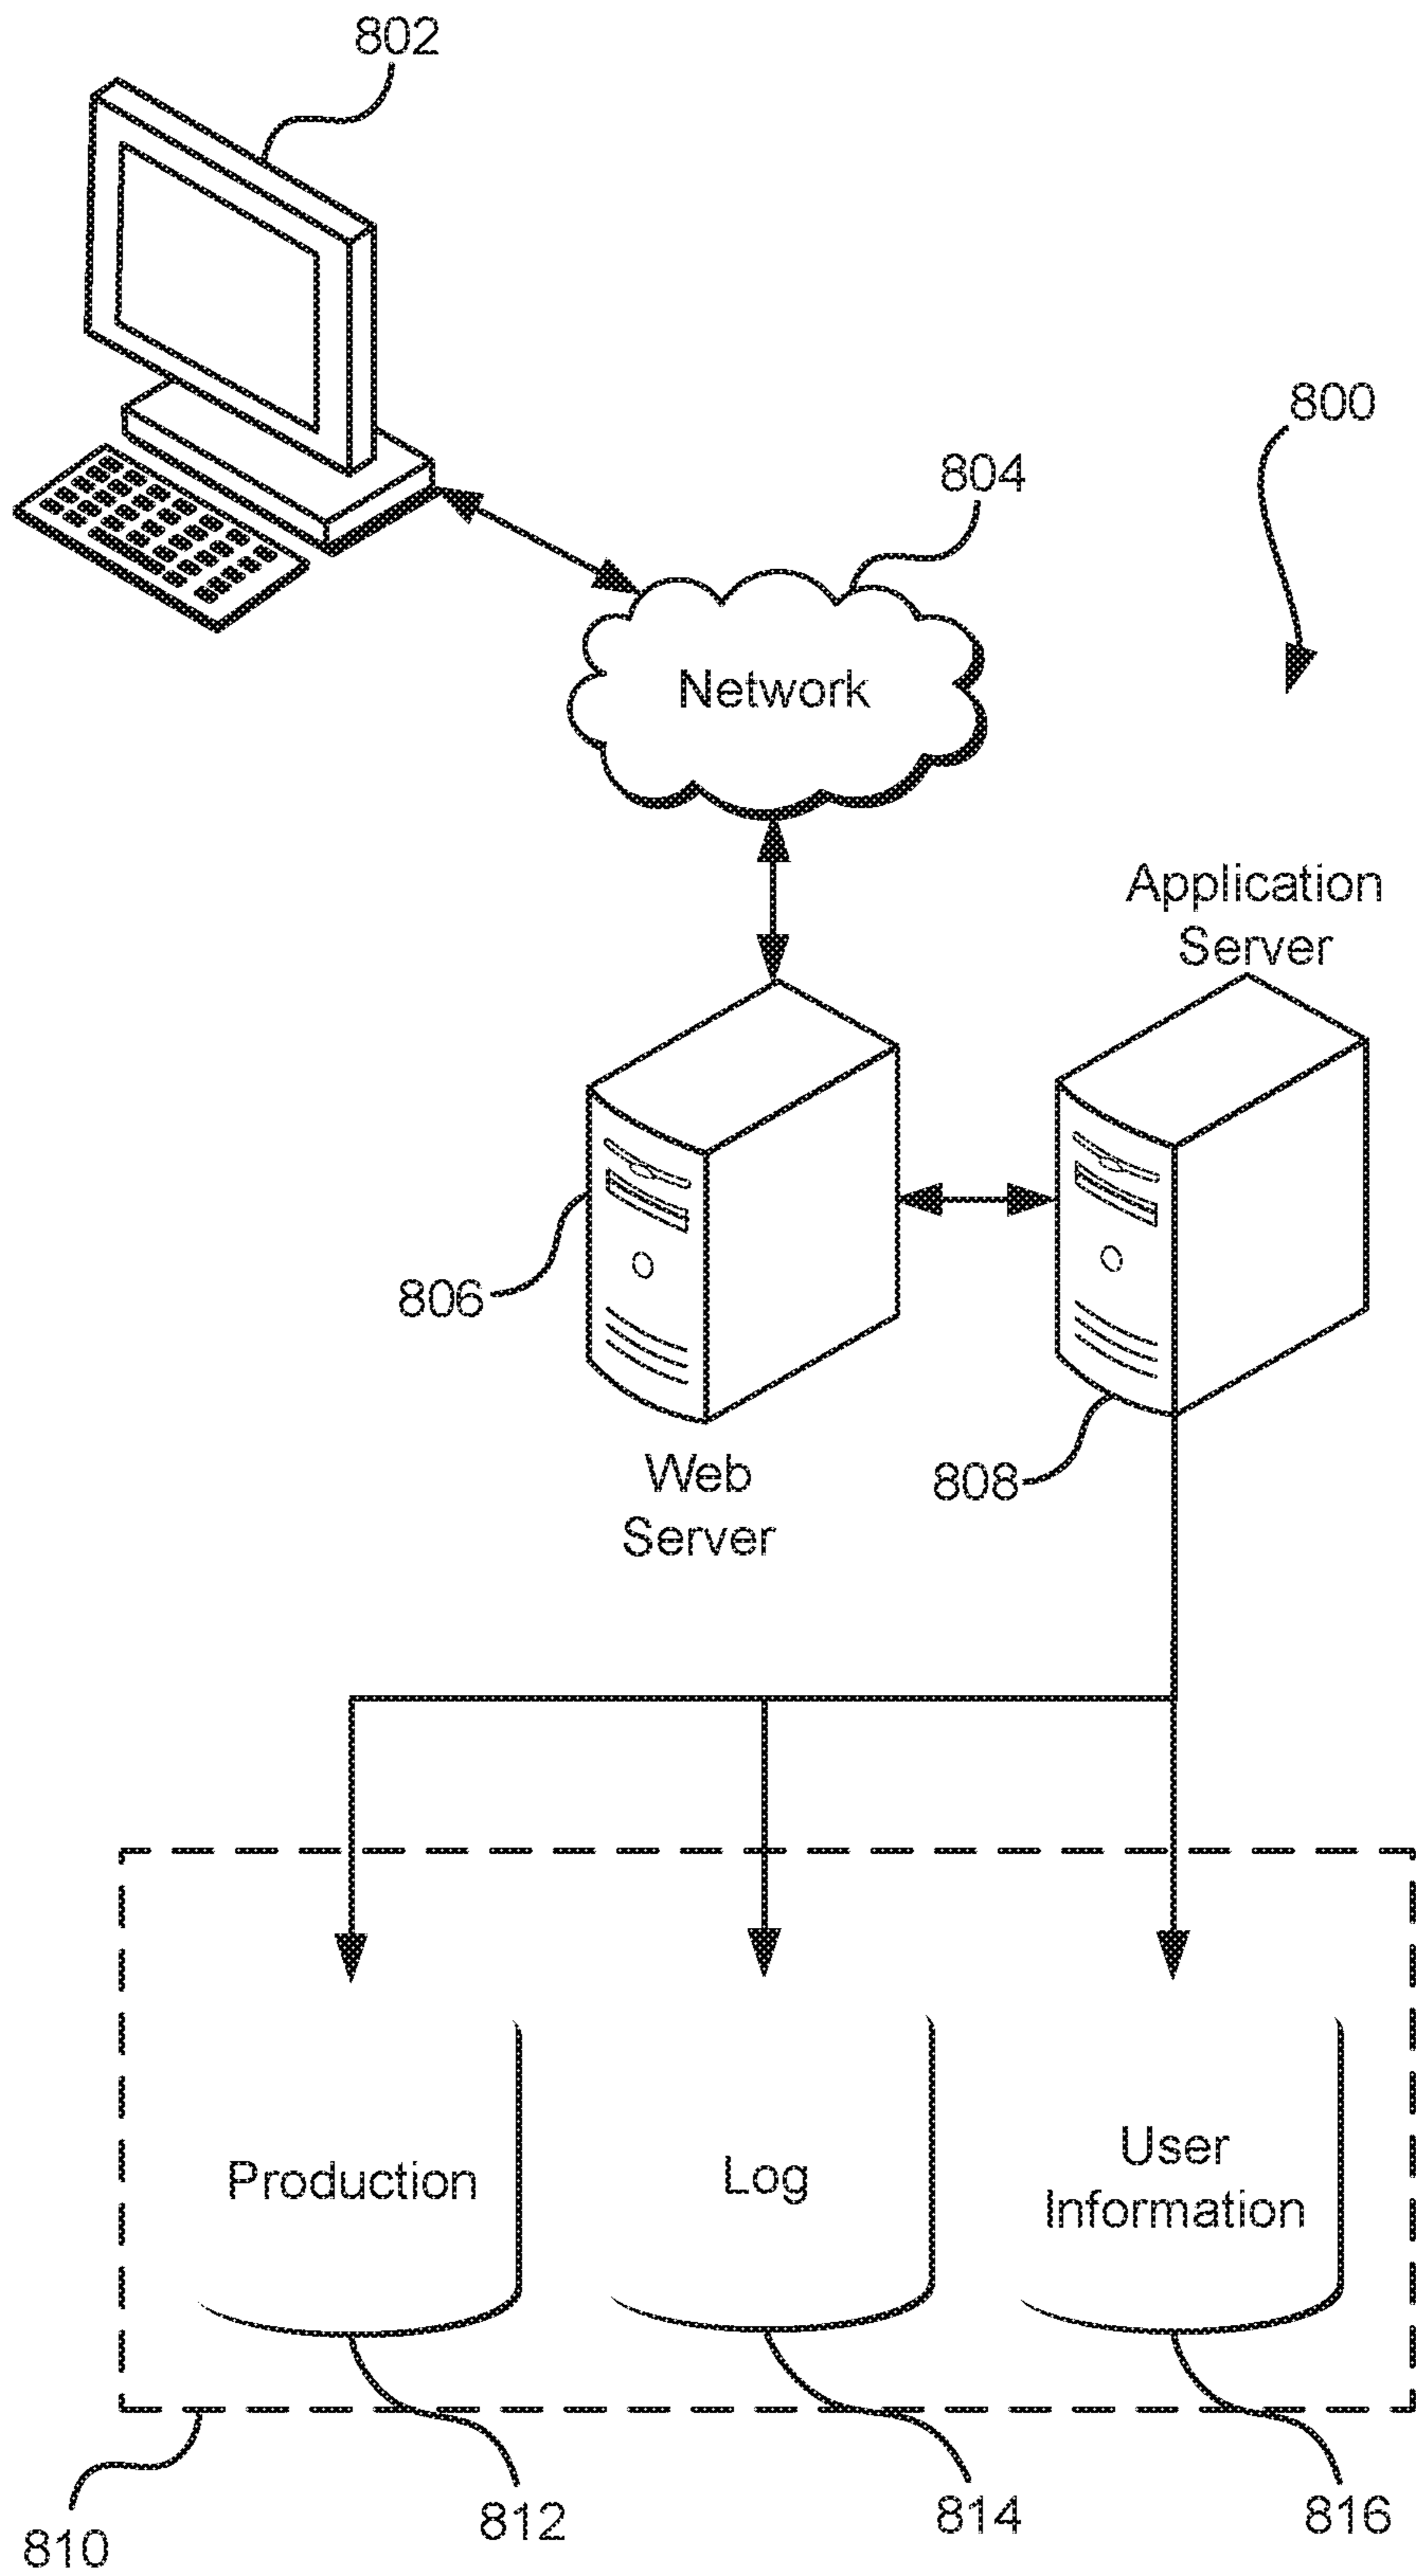 802
800
804
Network
Application
Server
806
808
Web
Server
Production
Log
User
Information
810
812
814
816